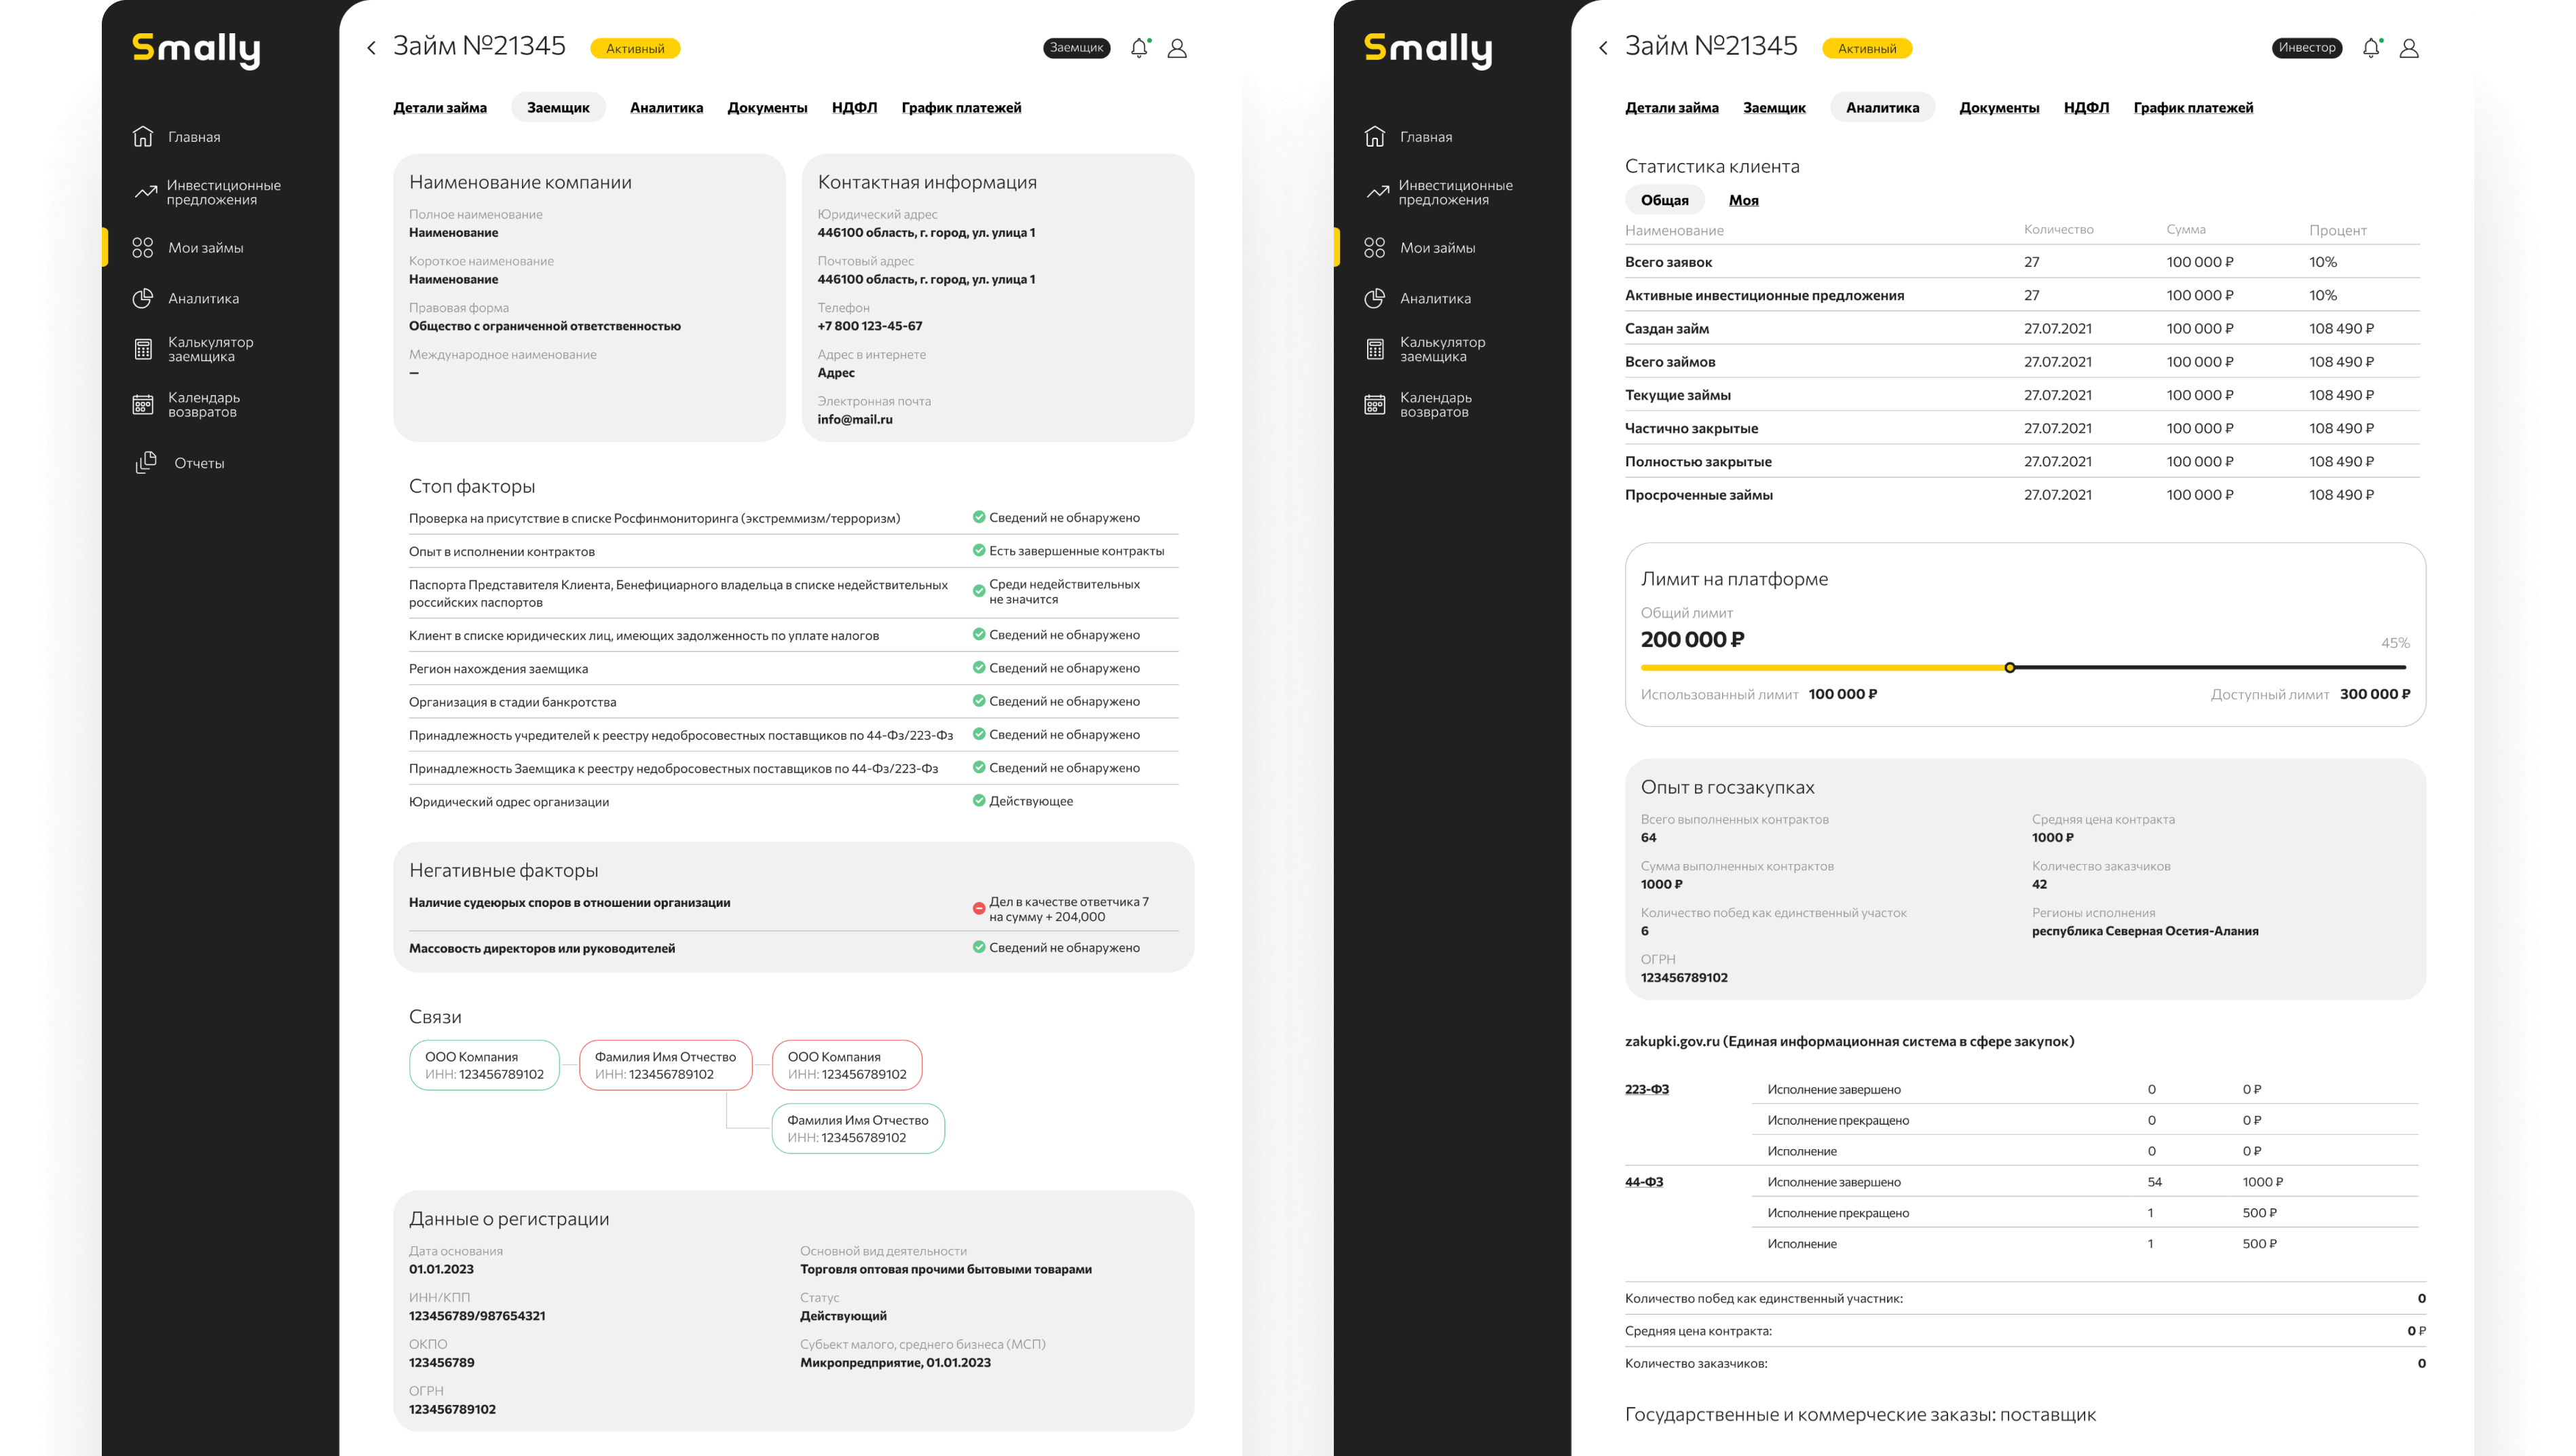 Smally
Главная
Инвестиционные
предложения
Мои займы
Аналитика
Калькулятор
заемщика
Календарь
возвратов
Отчеты
Займ №21345
Активный
Заемщик
Детали займа Заемщик Аналитика Документы НДФЛ График платежей
Наименование компании
Полное наименование
Наименование
Короткое наименование
Наименование
Правовая форма
Общество с ограниченной ответственностью
Международное наименование
—
Контактная информация
Юридический адрес
446100 область, г. город, ул. улица 1
Почтовый адрес
446100 область, г. город, ул. улица 1
Телефон
+7 800 123-45-67
Адрес в интернете
Адрес
Электронная почта
info@mail.ru
Стоп факторы
Проверка на присутствие в списке Росфинмониторинга (экстреммизм/терроризм) Сведений не обнаружено
Опыт в исполнении контрактов Есть завершенные контракты
Паспорта Представителя Клиента, Бенефициарного владельца в списке недействительных
российских паспортов
Среди недействительных
не значится
Клиент в списке юридических лиц, имеющих задолженность по уплате налогов Сведений не обнаружено
Регион нахождения заемщика Сведений не обнаружено
Организация в стадии банкротства Сведений не обнаружено
Принадлежность учредителей к реестру недобросовестных поставщиков по 44-Фз/223-Фз Сведений не обнаружено
Принадлежность Заемщика к реестру недобросовестных поставщиков по 44-Фз/223-Фз Сведений не обнаружено
Юридический одрес организации Действующее
Негативные факторы
Наличие судеюрых споров в отношении организации
Дел в качестве ответчика 7
на сумму + 204,000
Массовость директоров или руководителей Сведений не обнаружено
Связи
ООО Компания
ИНН: 123456789102
Фамилия Имя Отчество
ИНН: 123456789102
ООО Компания
ИНН: 123456789102
Фамилия Имя Отчество
ИНН: 123456789102
Данные о регистрации
Дата основания
01.01.2023
ИНН/КПП
123456789/987654321
ОКПО
123456789
ОГРН
123456789102
Основной вид деятельности
Торговля оптовая прочими бытовыми товарами
Статус
Действующий
Субьект малого, среднего бизнеса (МСП)
Микропредприятие, 01.01.2023
Smally
Главная
Инвестиционные
предложения
Мои займы
Аналитика
Калькулятор
заемщика
Календарь
возвратов
Займ №21345
Активный
Инвестор
Детали займа Заемщик Аналитика Документы НДФЛ График платежей
Статистика клиента
Общая Моя
Наименование Количество Сумма Процент
Всего заявок 27 100 000 ₽ 10%
Активные инвестиционные предложения 27 100 000 ₽ 10%
Саздан займ 27.07.2021 100 000 ₽ 108 490 ₽
Всего займов 27.07.2021 100 000 ₽ 108 490 ₽
Текущие займы 27.07.2021 100 000 ₽ 108 490 ₽
Частично закрытые 27.07.2021 100 000 ₽ 108 490 ₽
Полностью закрытые 27.07.2021 100 000 ₽ 108 490 ₽
Просроченные займы 27.07.2021 100 000 ₽ 108 490 ₽
Лимит на платформе
Общий лимит
200 000 ₽
45%
Использованный лимит 100 000 ₽ Доступный лимит 300 000 ₽
Опыт в госзакупках
Всего выполненных контрактов
64
Сумма выполненных контрактов
1000 ₽
Количество побед как единственный участок
6
ОГРН
123456789102
Средняя цена контракта
1000 ₽
Количество заказчиков
42
Регионы исполнения
республика Северная Осетия-Алания
zakupki.gov.ru (Единая информационная система в сфере закупок)
223-ФЗ Исполнение завершено 0 0 ₽
Исполнение прекращено 0 0 ₽
Исполнение 0 0 ₽
44-ФЗ Исполнение завершено 54 1000 ₽
Исполнение прекращено 1 500 ₽
Исполнение 1 500 ₽
Количество побед как единственный участник: 0
Средняя цена контракта: 0 ₽
Количество заказчиков: 0
Государственные и коммерческие заказы: поставщик